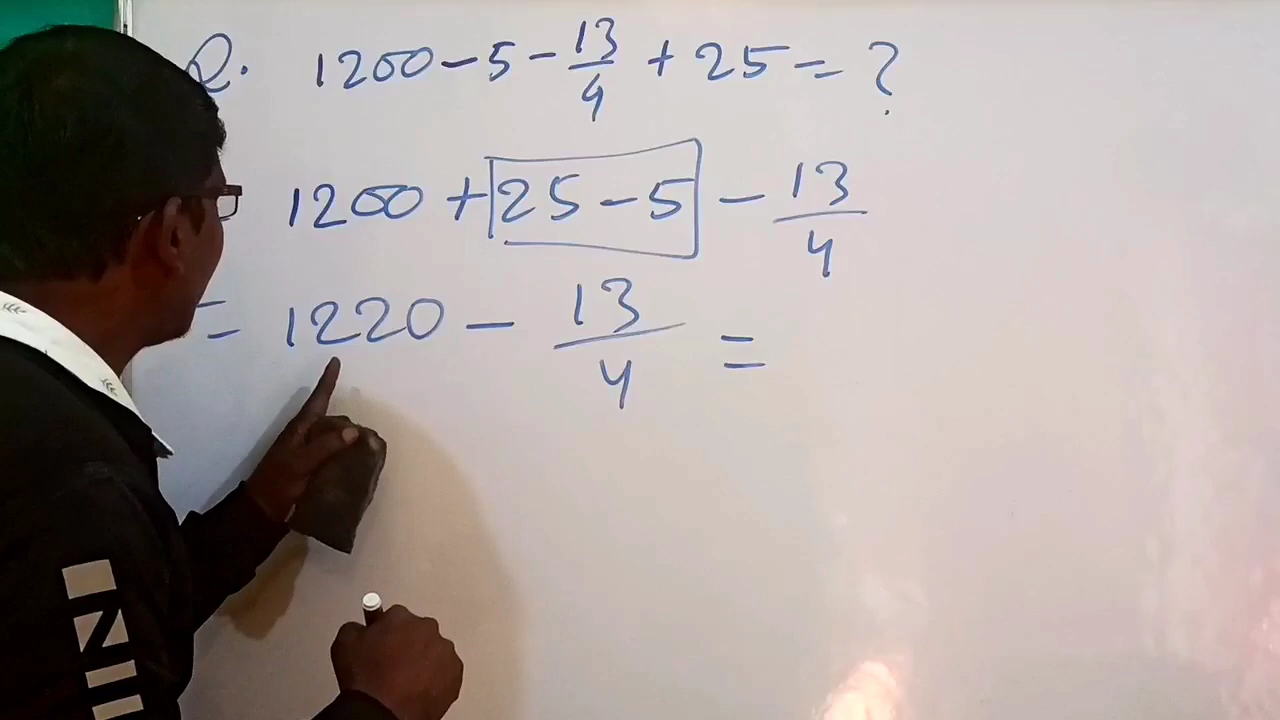 Q. 1200 - 5 - 13/4 + 25 = ?
1200 + 25 - 5 - 13/4
= 1220 - 13/4 =